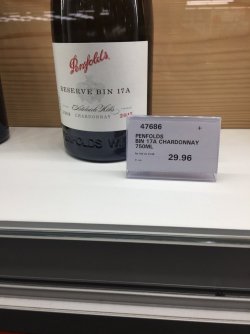 Penfolds
RESERVE BIN 17A
Adelaide Hills
CHARDONNAY
47686 +
PENFOLDS
BIN 17A CHARDONNAY
750ML
29.96